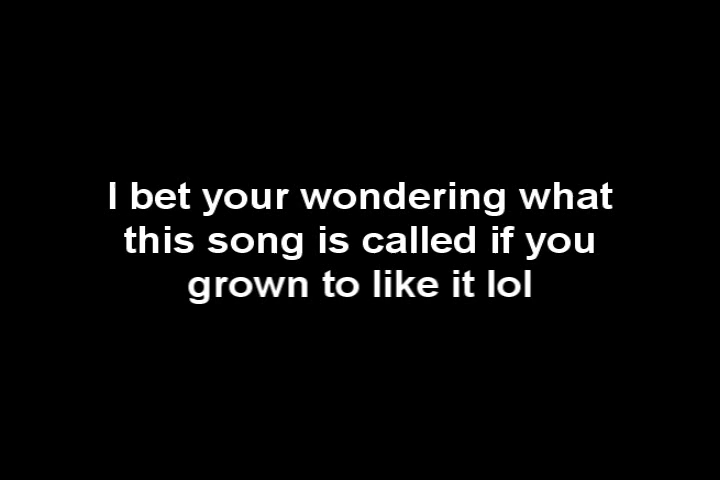 I bet your wondering what
this song is called if you
grown to like it lol